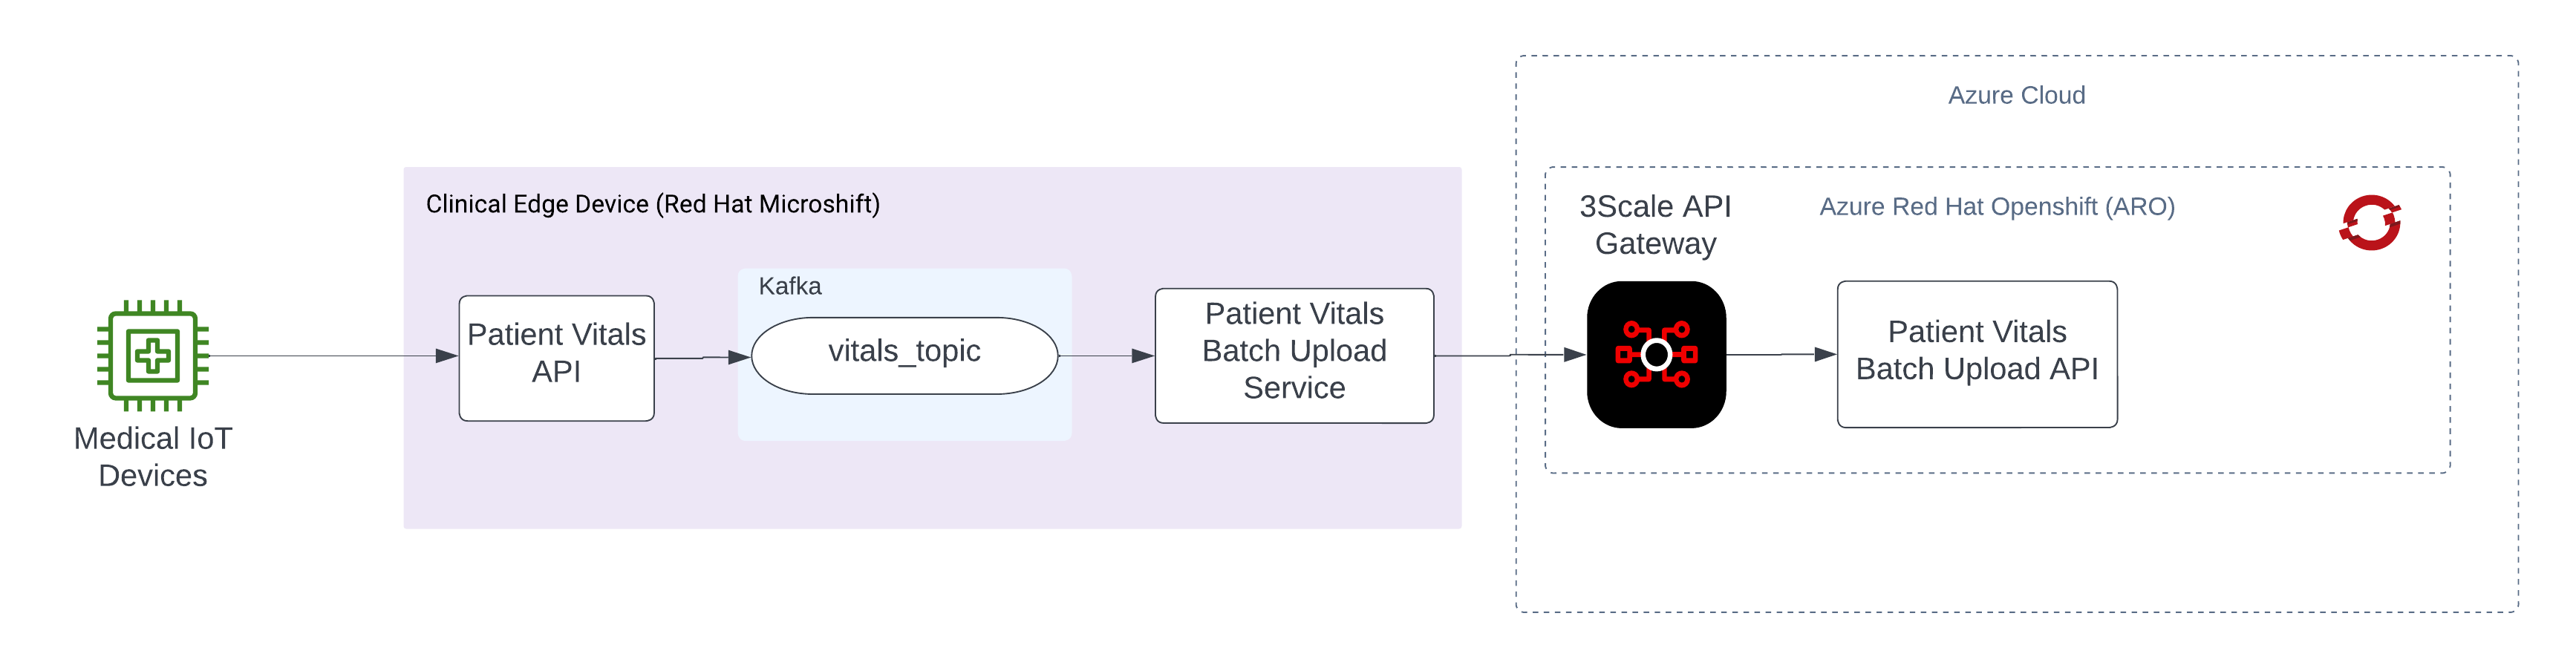 Azure Cloud
Clinical Edge Device (Red Hat Microshift)
3Scale API
Gateway
Azure Red Hat Openshift (ARO)
Kafka
Patient Vitals
API
vitals_topic
Patient Vitals
Batch Upload
Service
Patient Vitals
Batch Upload API
Medical IoT
Devices